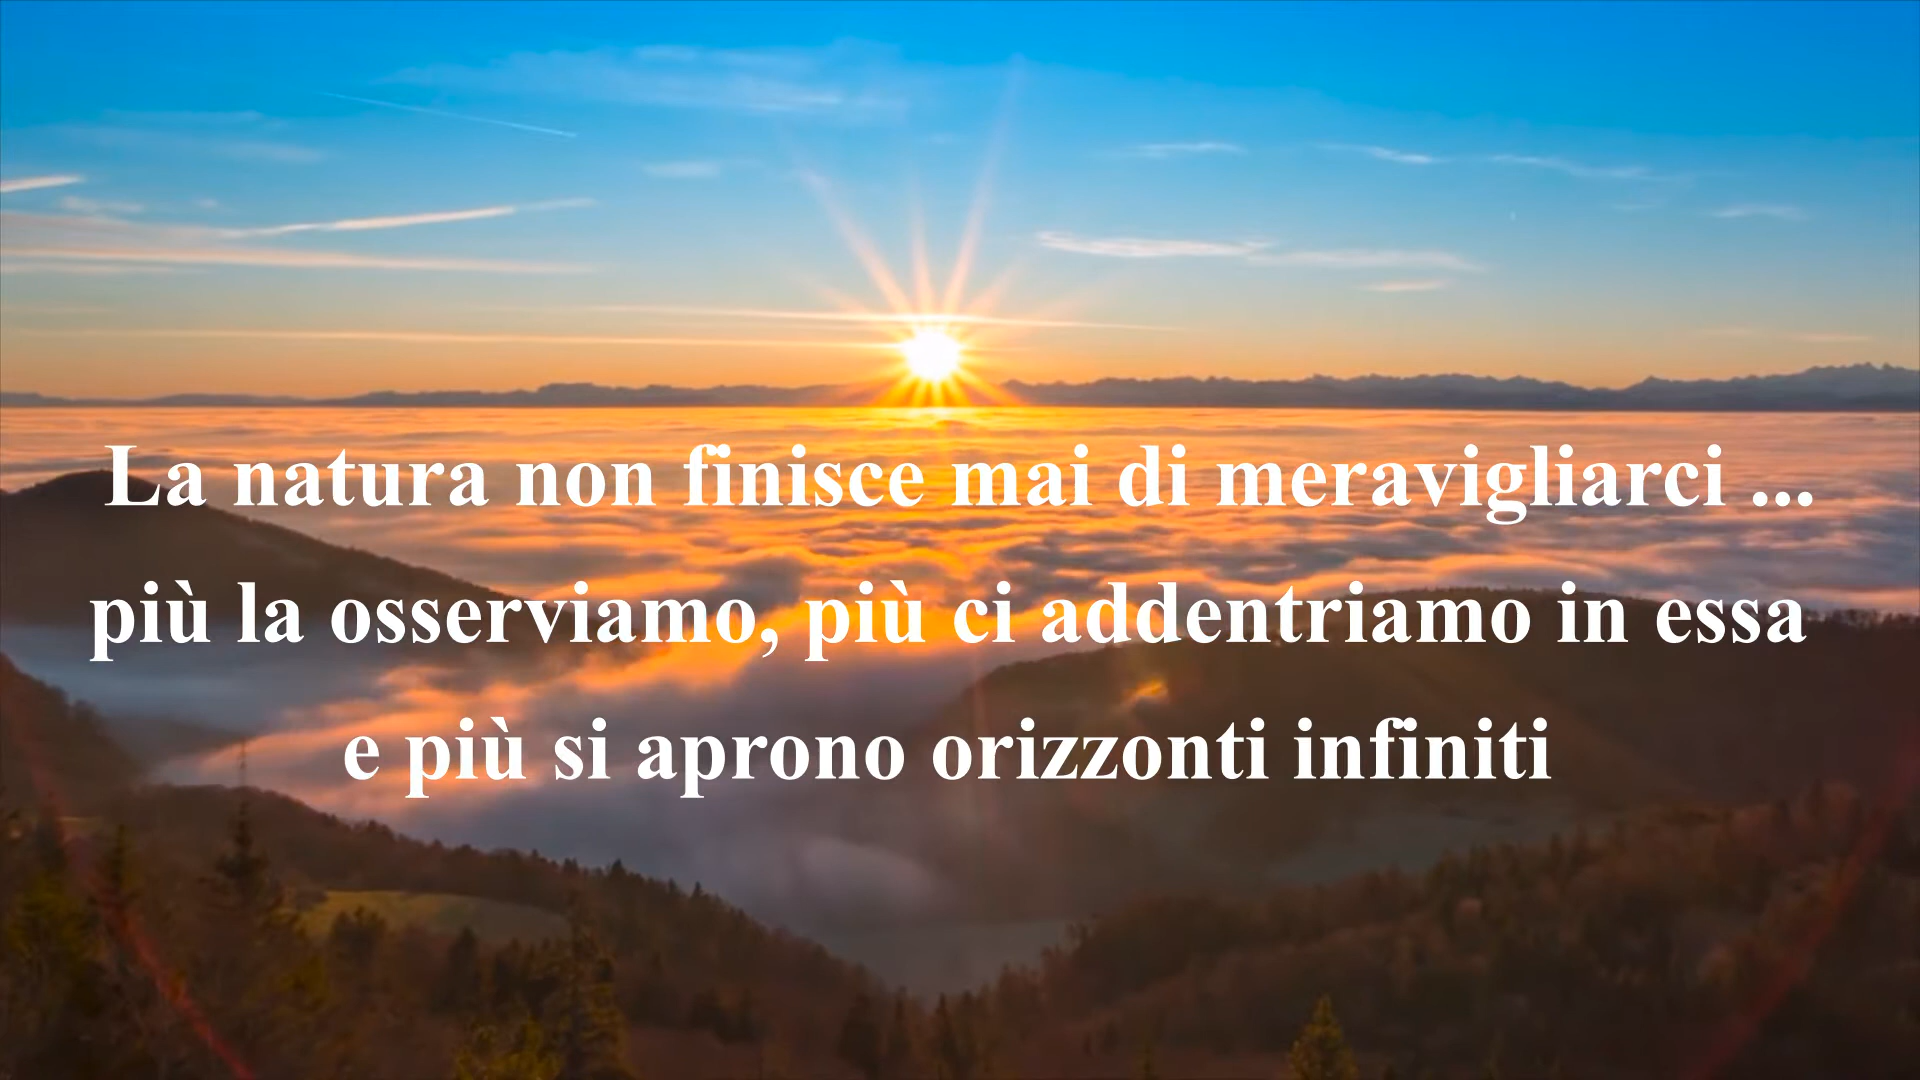 La natura non finisce mai di meravigliarci ...
più la osserviamo, più ci addentriamo in essa
e più si aprono orizzonti infiniti